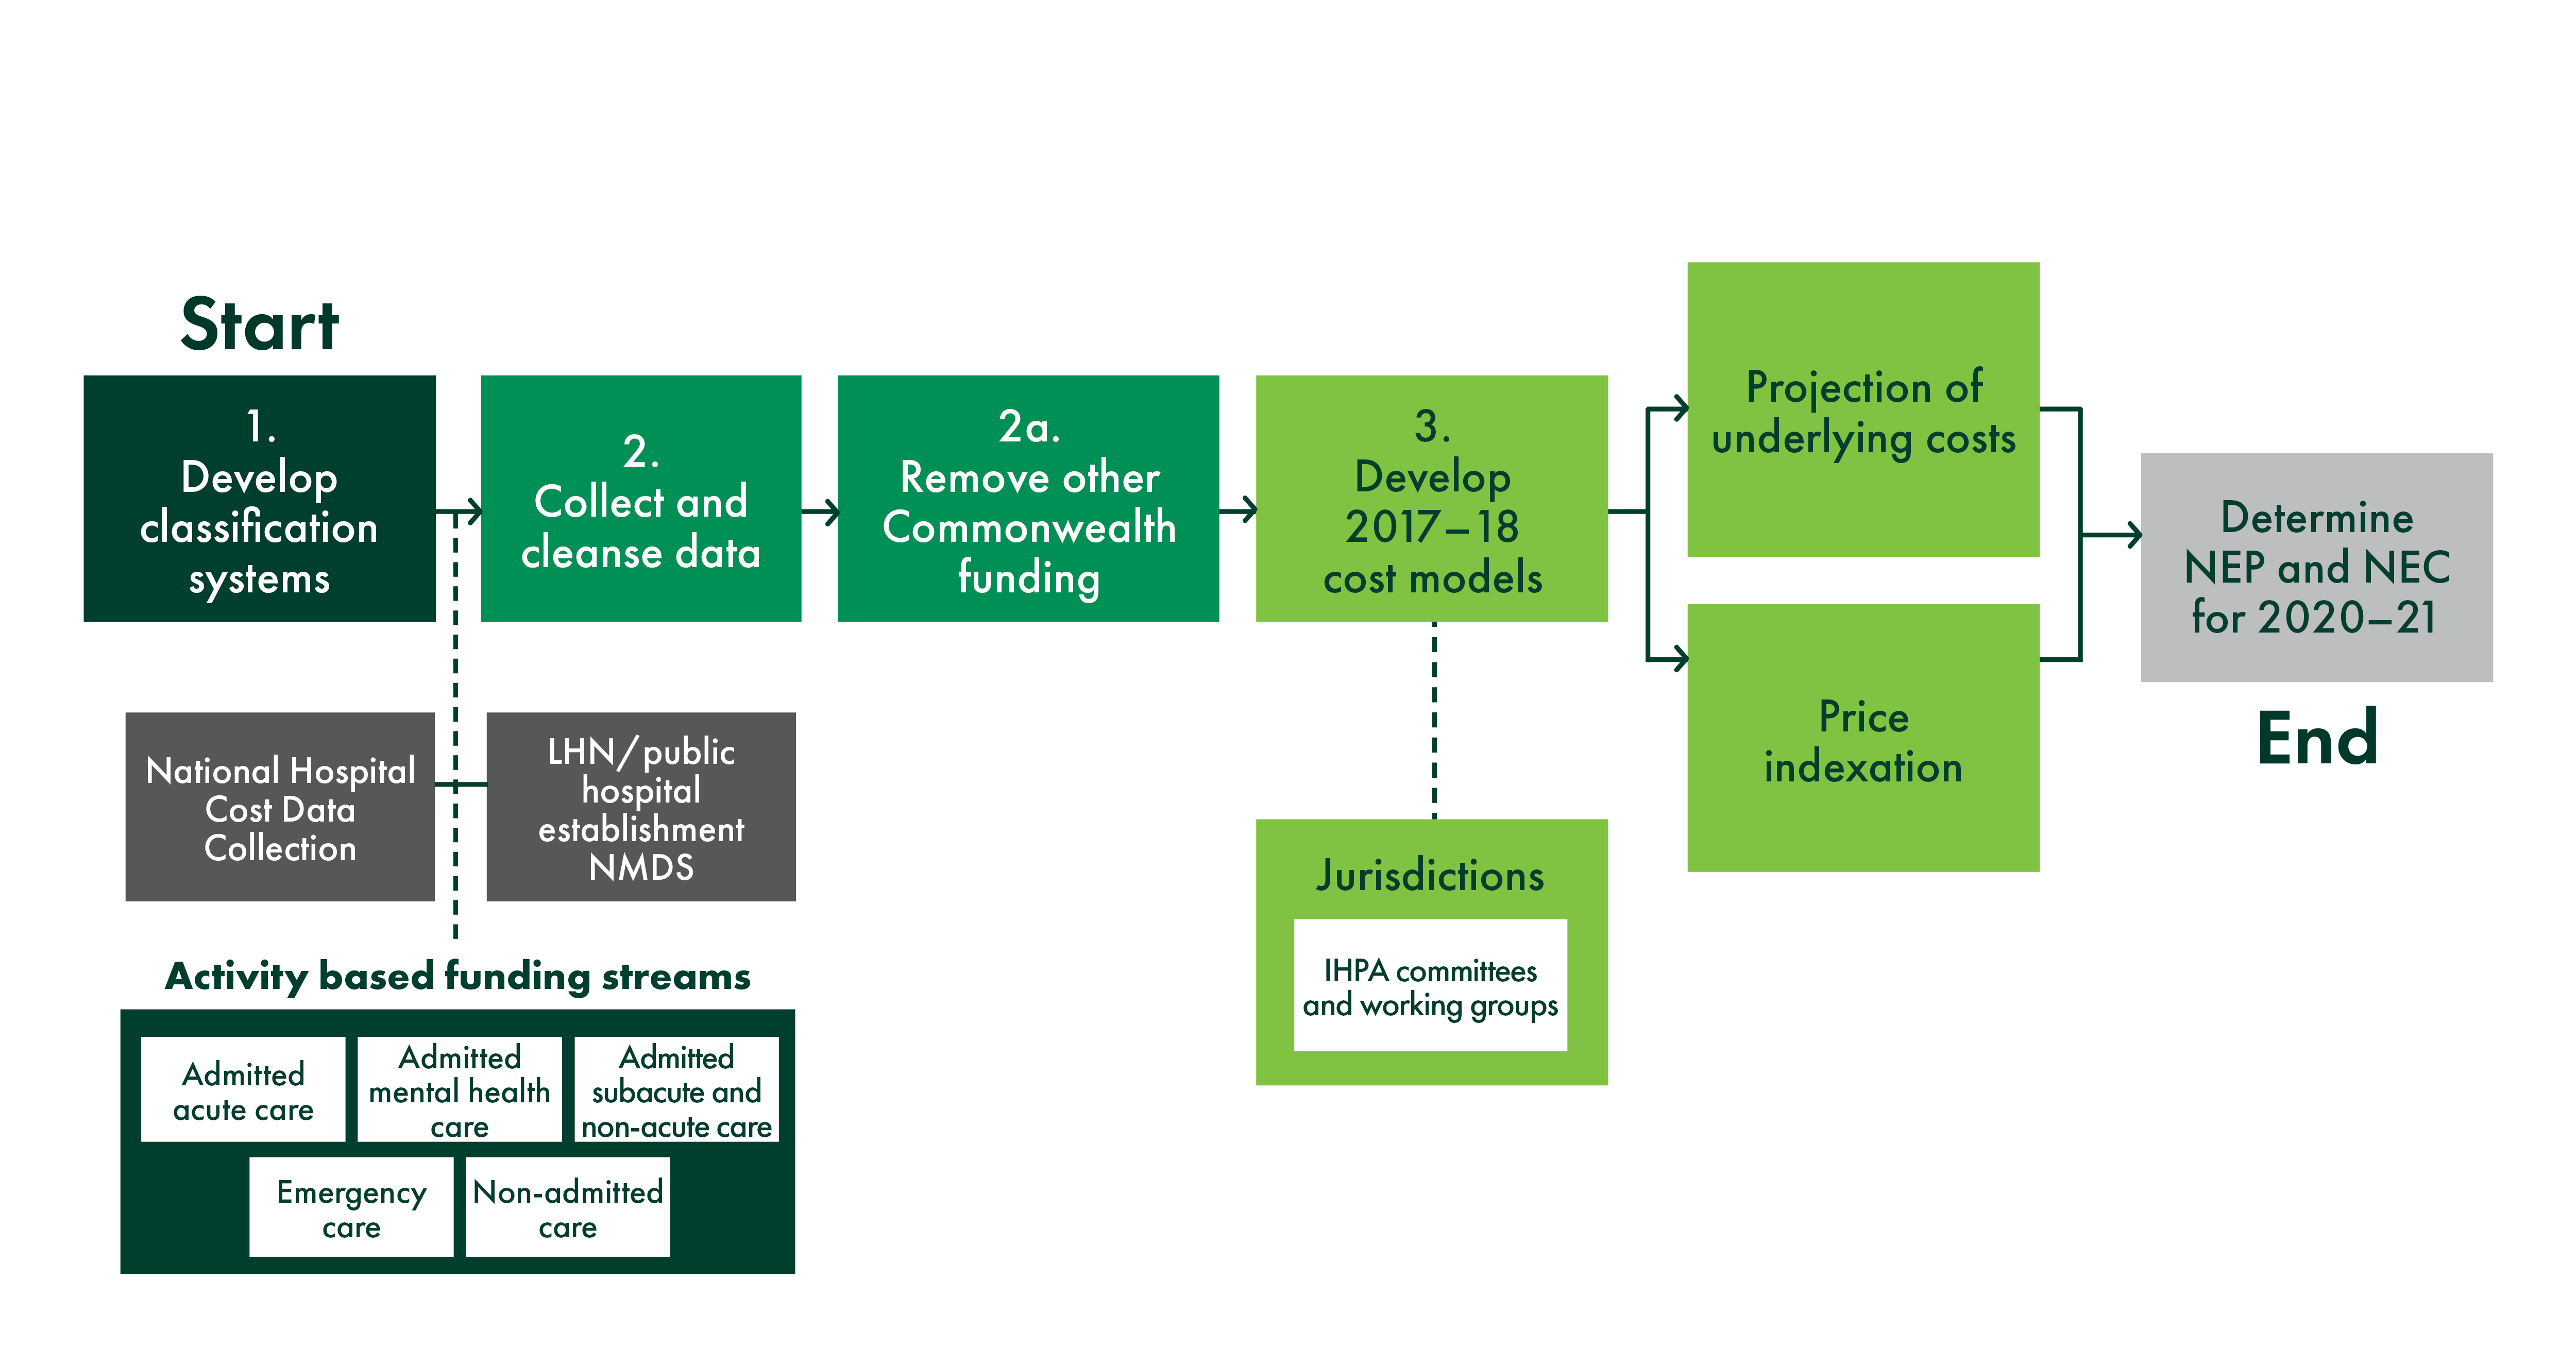 Start
1.
Develop
classification
systems
2.
Collect and
cleanse data
2a.
Remove other
Commonwealth
funding
3.
Develop
2017–18
cost models
Projection of
underlying costs
Price
indexation
Determine
NEP and NEC
for 2020–21
End
National Hospital
Cost Data
Collection
LHN/public
hospital
establishment
NMDS
Jurisdictions
IHPA committees
and working groups
Activity based funding streams
Admitted
acute care
Admitted
mental health
care
Admitted
subacute and
non-acute care
Emergency
care
Non-admitted
care